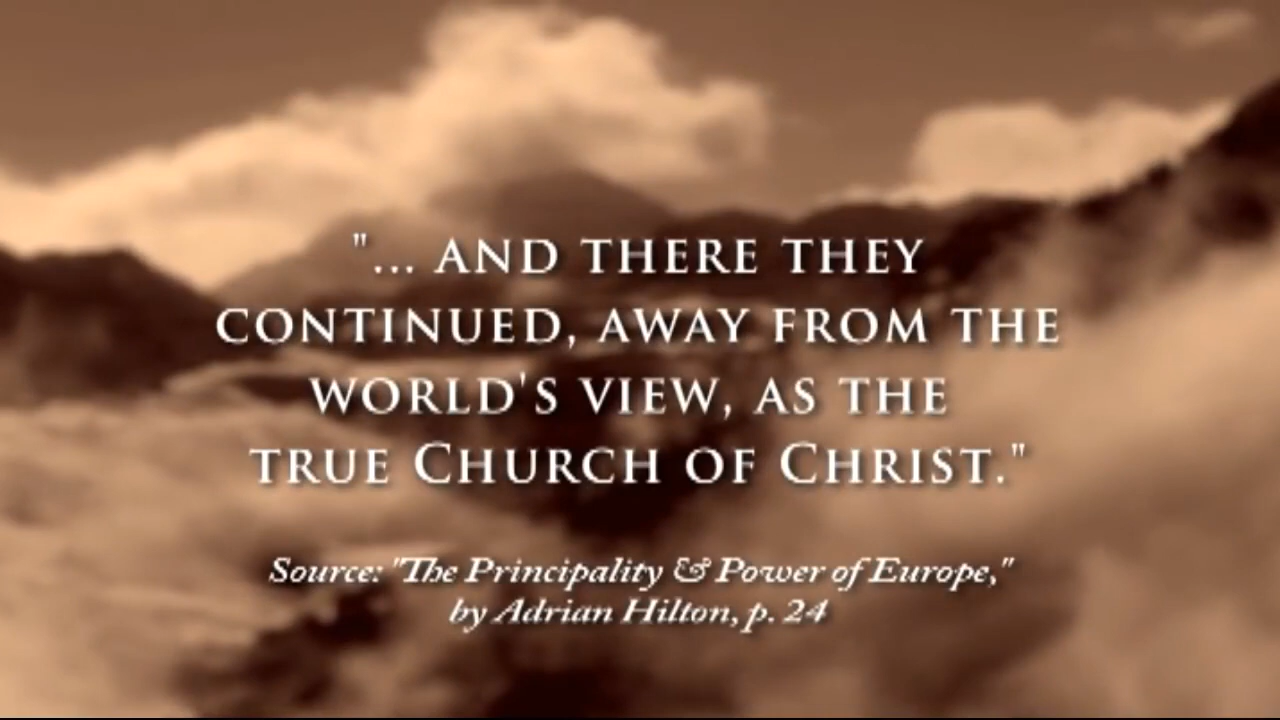 "... AND THERE THEY
CONTINUED, AWAY FROM THE
WORLD'S VIEW, AS THE
TRUE CHURCH OF CHRIST."
Source: "The Principality & Power of Europe,"
by Adrian Hilton, p. 24